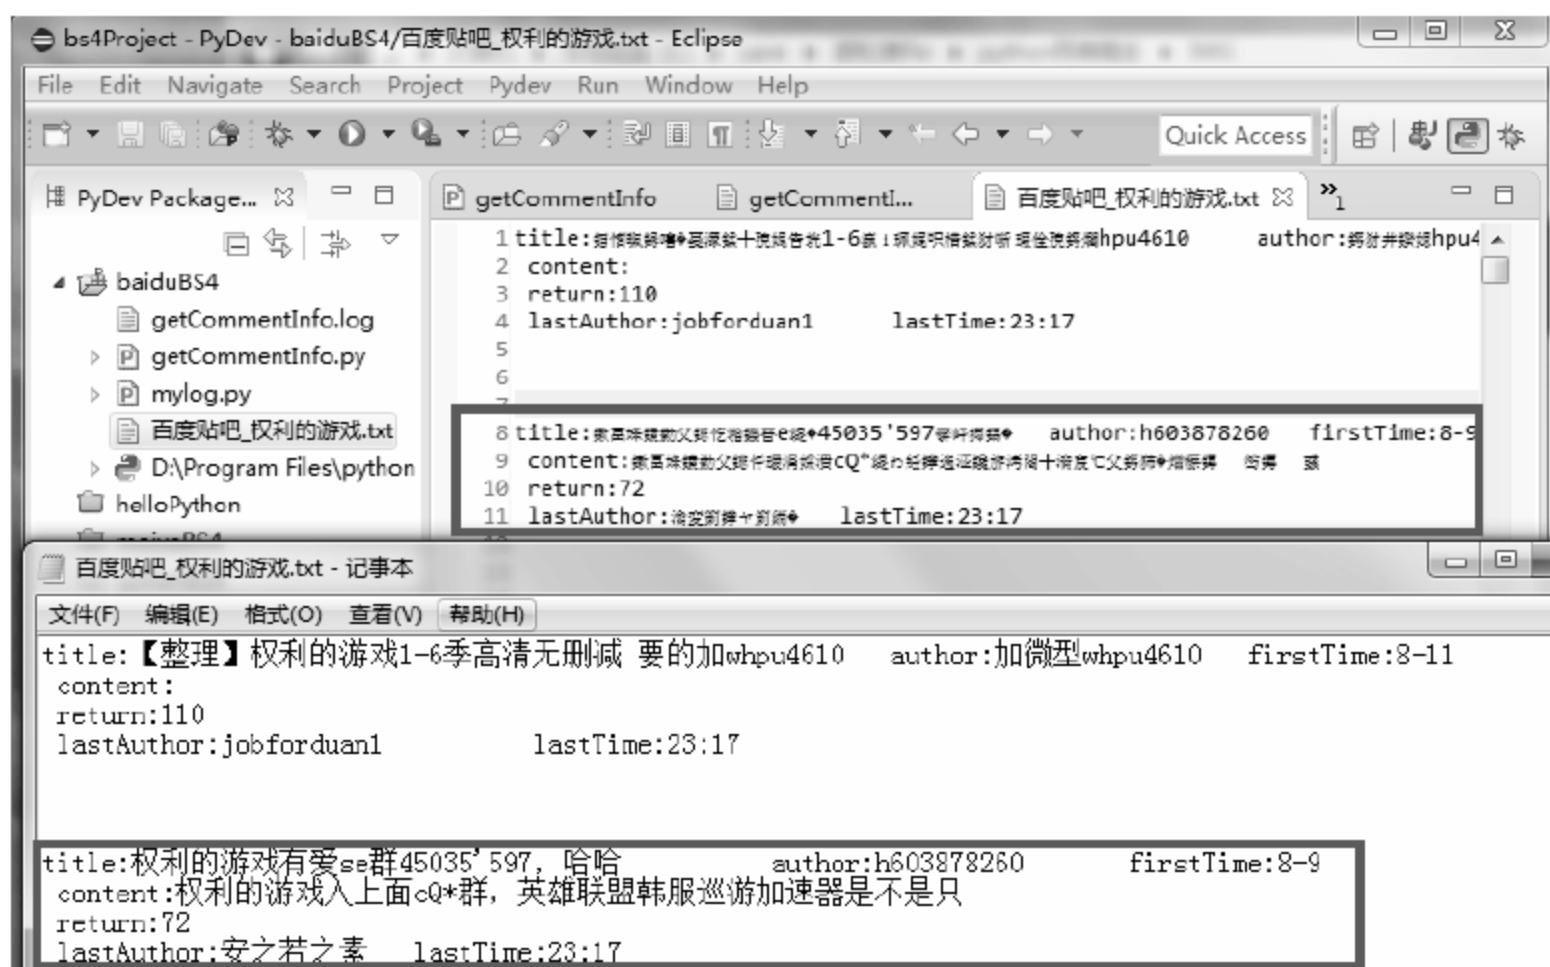 bs4Project - PyDev - baiduBS4/百度贴吧_权利的游戏.txt - Eclipse
File Edit Navigate Search Project Pydev Run Window Help
Quick Access
PyDev Package...
getCommentInfo getCommentI... 百度贴吧_权利的游戏.txt »1
baiduBS4
getCommentInfo.log
getCommentInfo.py
mylog.py
百度贴吧_权利的游戏.txt
D:\Program Files\python
helloPython
1 title: 1-6 hpu4610 author: hpu4
2 content:
3 return:110
4 lastAuthor:jobforduan1 lastTime:23:17
5
6
7
8 title: 45035'597 author:h603878260 firstTime:8-9
9 content: cQ*
10 return:72
11 lastAuthor: lastTime:23:17
百度贴吧_权利的游戏.txt - 记事本
文件(F) 编辑(E) 格式(O) 查看(V) 帮助(H)
title:【整理】权利的游戏1-6季高清无删减 要的加whpu4610 author:加微型whpu4610 firstTime:8-11
content:
return:110
lastAuthor:jobforduan1 lastTime:23:17
title:权利的游戏有爱se群45035'597, 哈哈 author:h603878260 firstTime:8-9
content:权利的游戏入上面cQ*群, 英雄联盟韩服巡游加速器是不是只
return:72
lastAuthor:安之若之素 lastTime:23:17